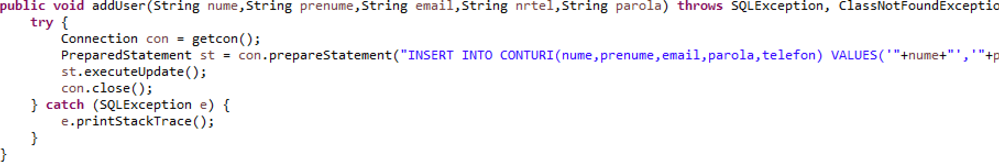 public void addUser(String nume,String prenume,String email,String nrtel,String parola) throws SQLException, ClassNotFoundExceptio
try {
Connection con = getcon();
PreparedStatement st = con.prepareStatement("INSERT INTO CONTURI(nume,prenume,email,parola,telefon) VALUES('"+nume+"','"+p
st.executeUpdate();
con.close();
} catch (SQLException e) {
e.printStackTrace();
}
}